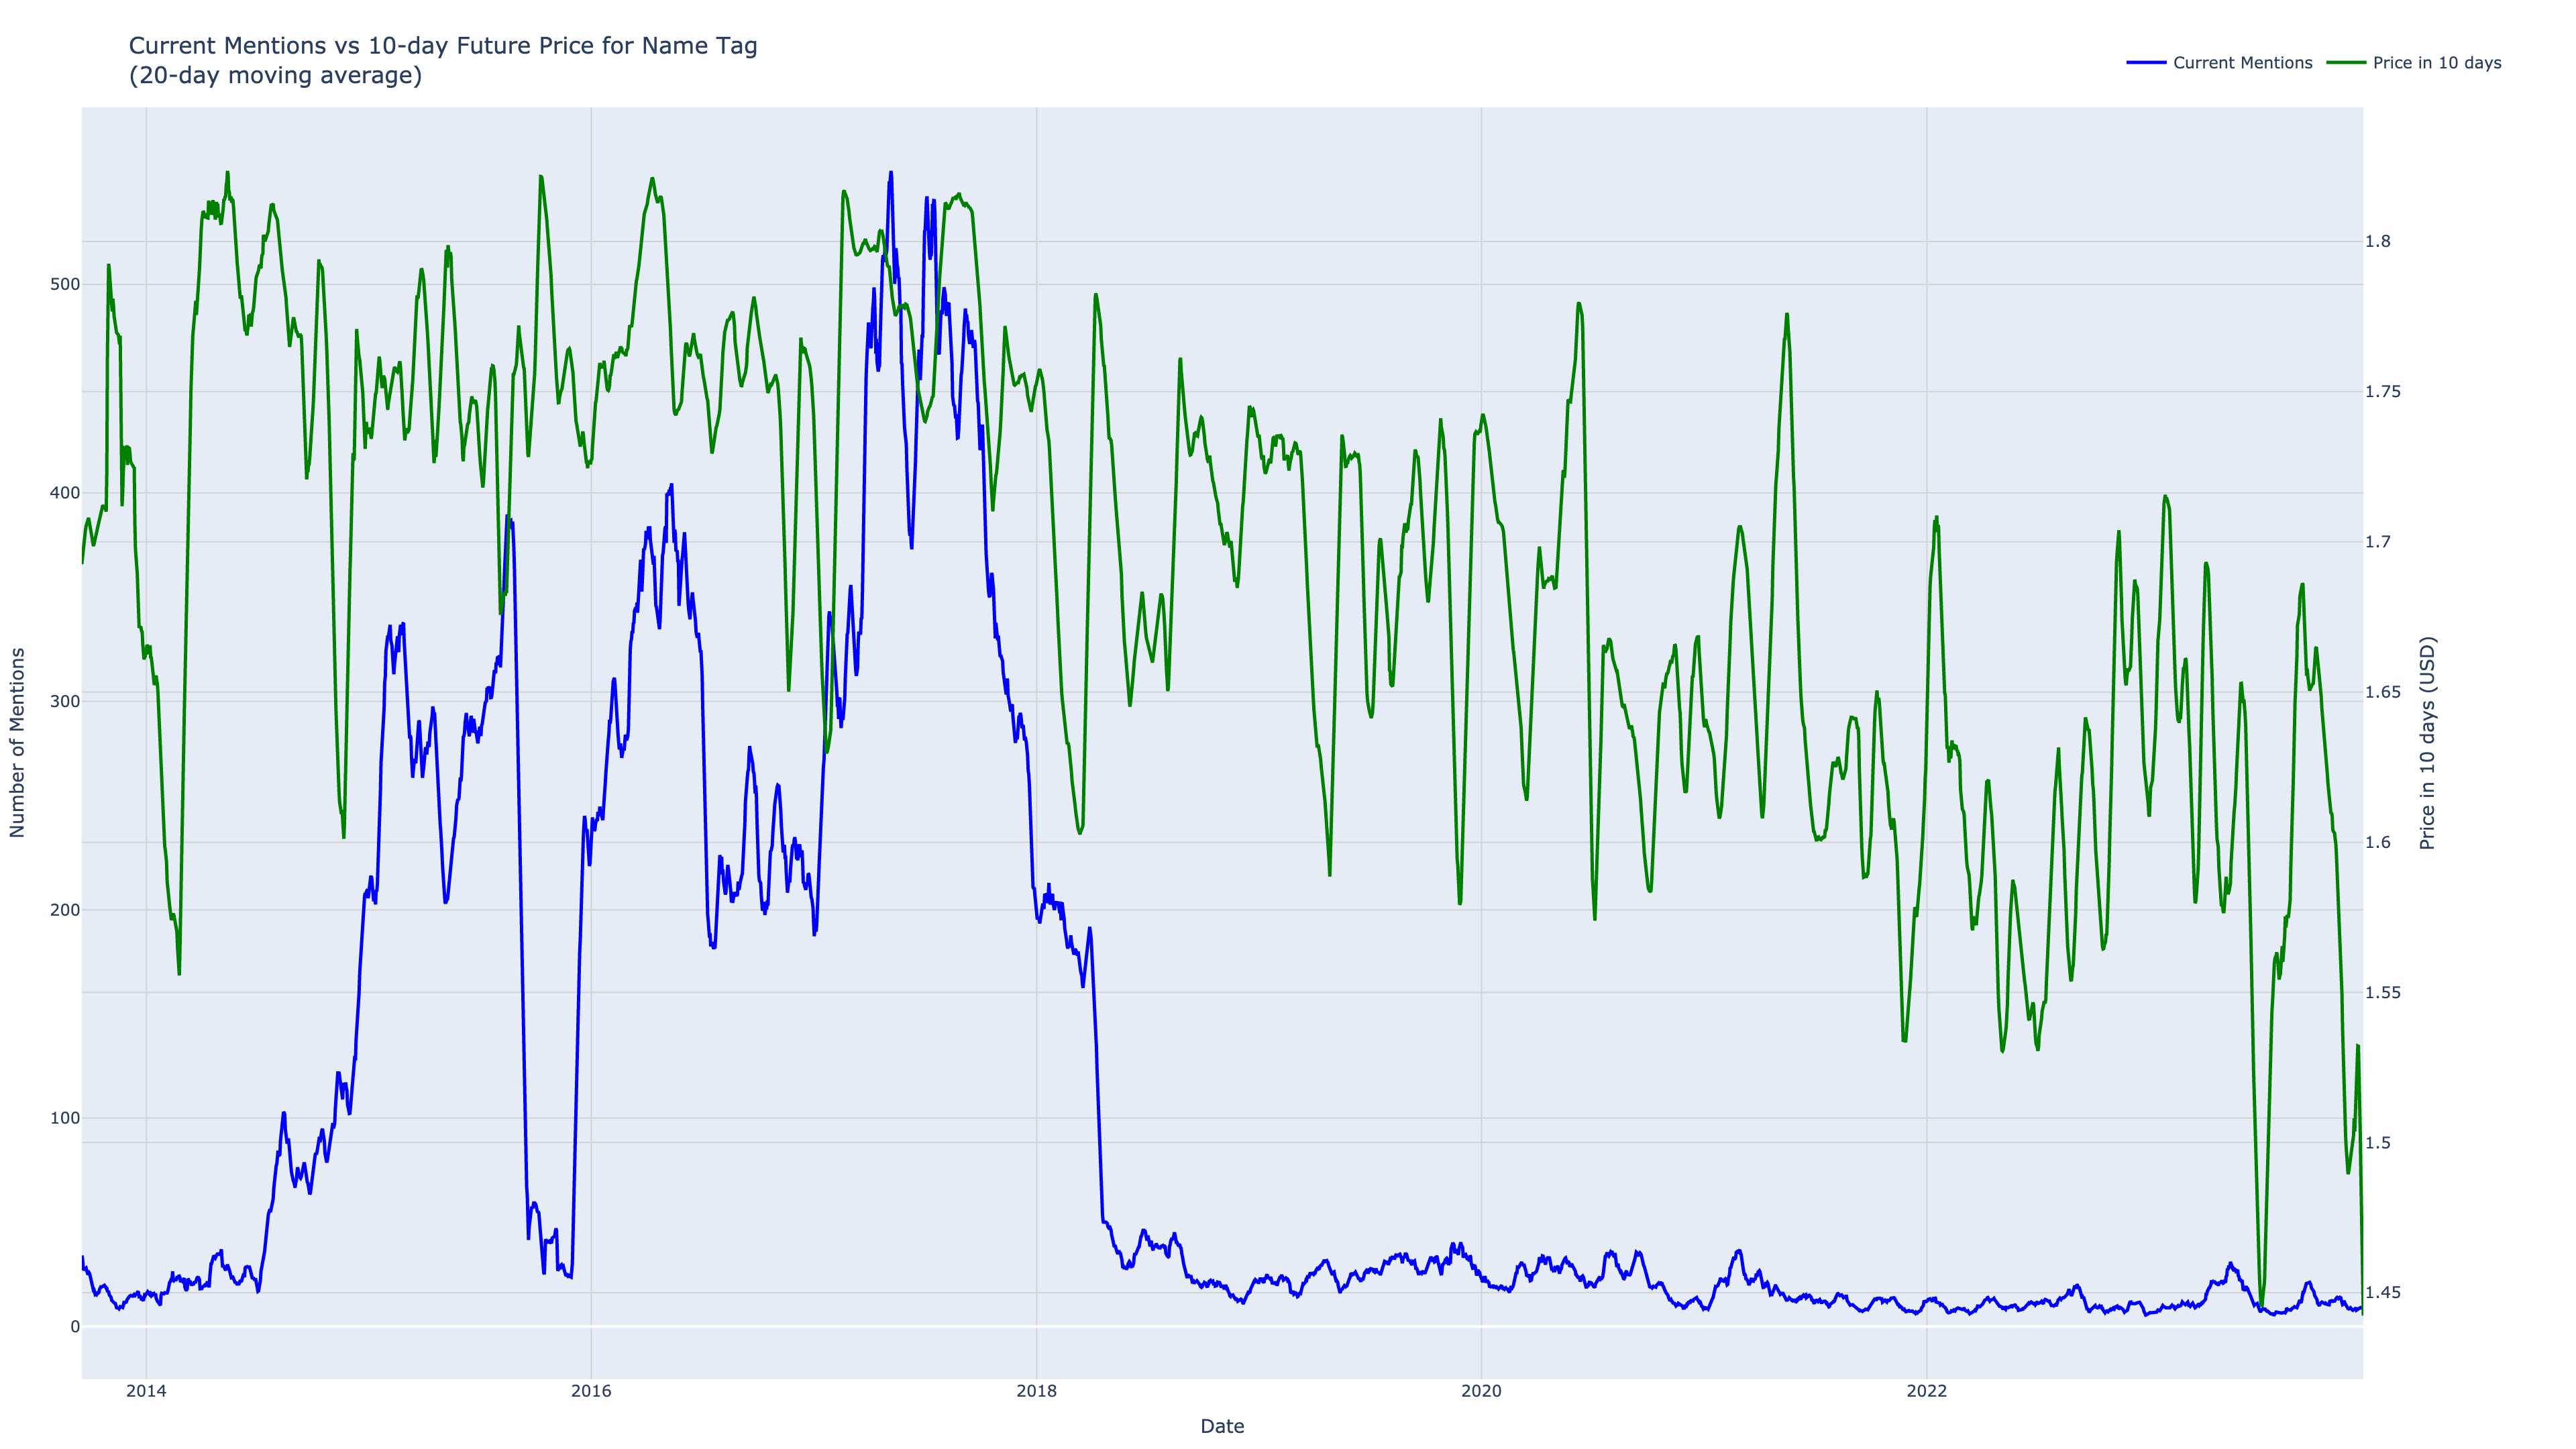 Current Mentions vs 10-day Future Price for Name Tag
(20-day moving average)
Current Mentions
Price in 10 days
500
400
300
200
100
0
1.8
1.75
1.7
1.65
1.6
1.55
1.5
1.45
Number of Mentions
Price in 10 days (USD)
2014
2016
2018
2020
2022
Date